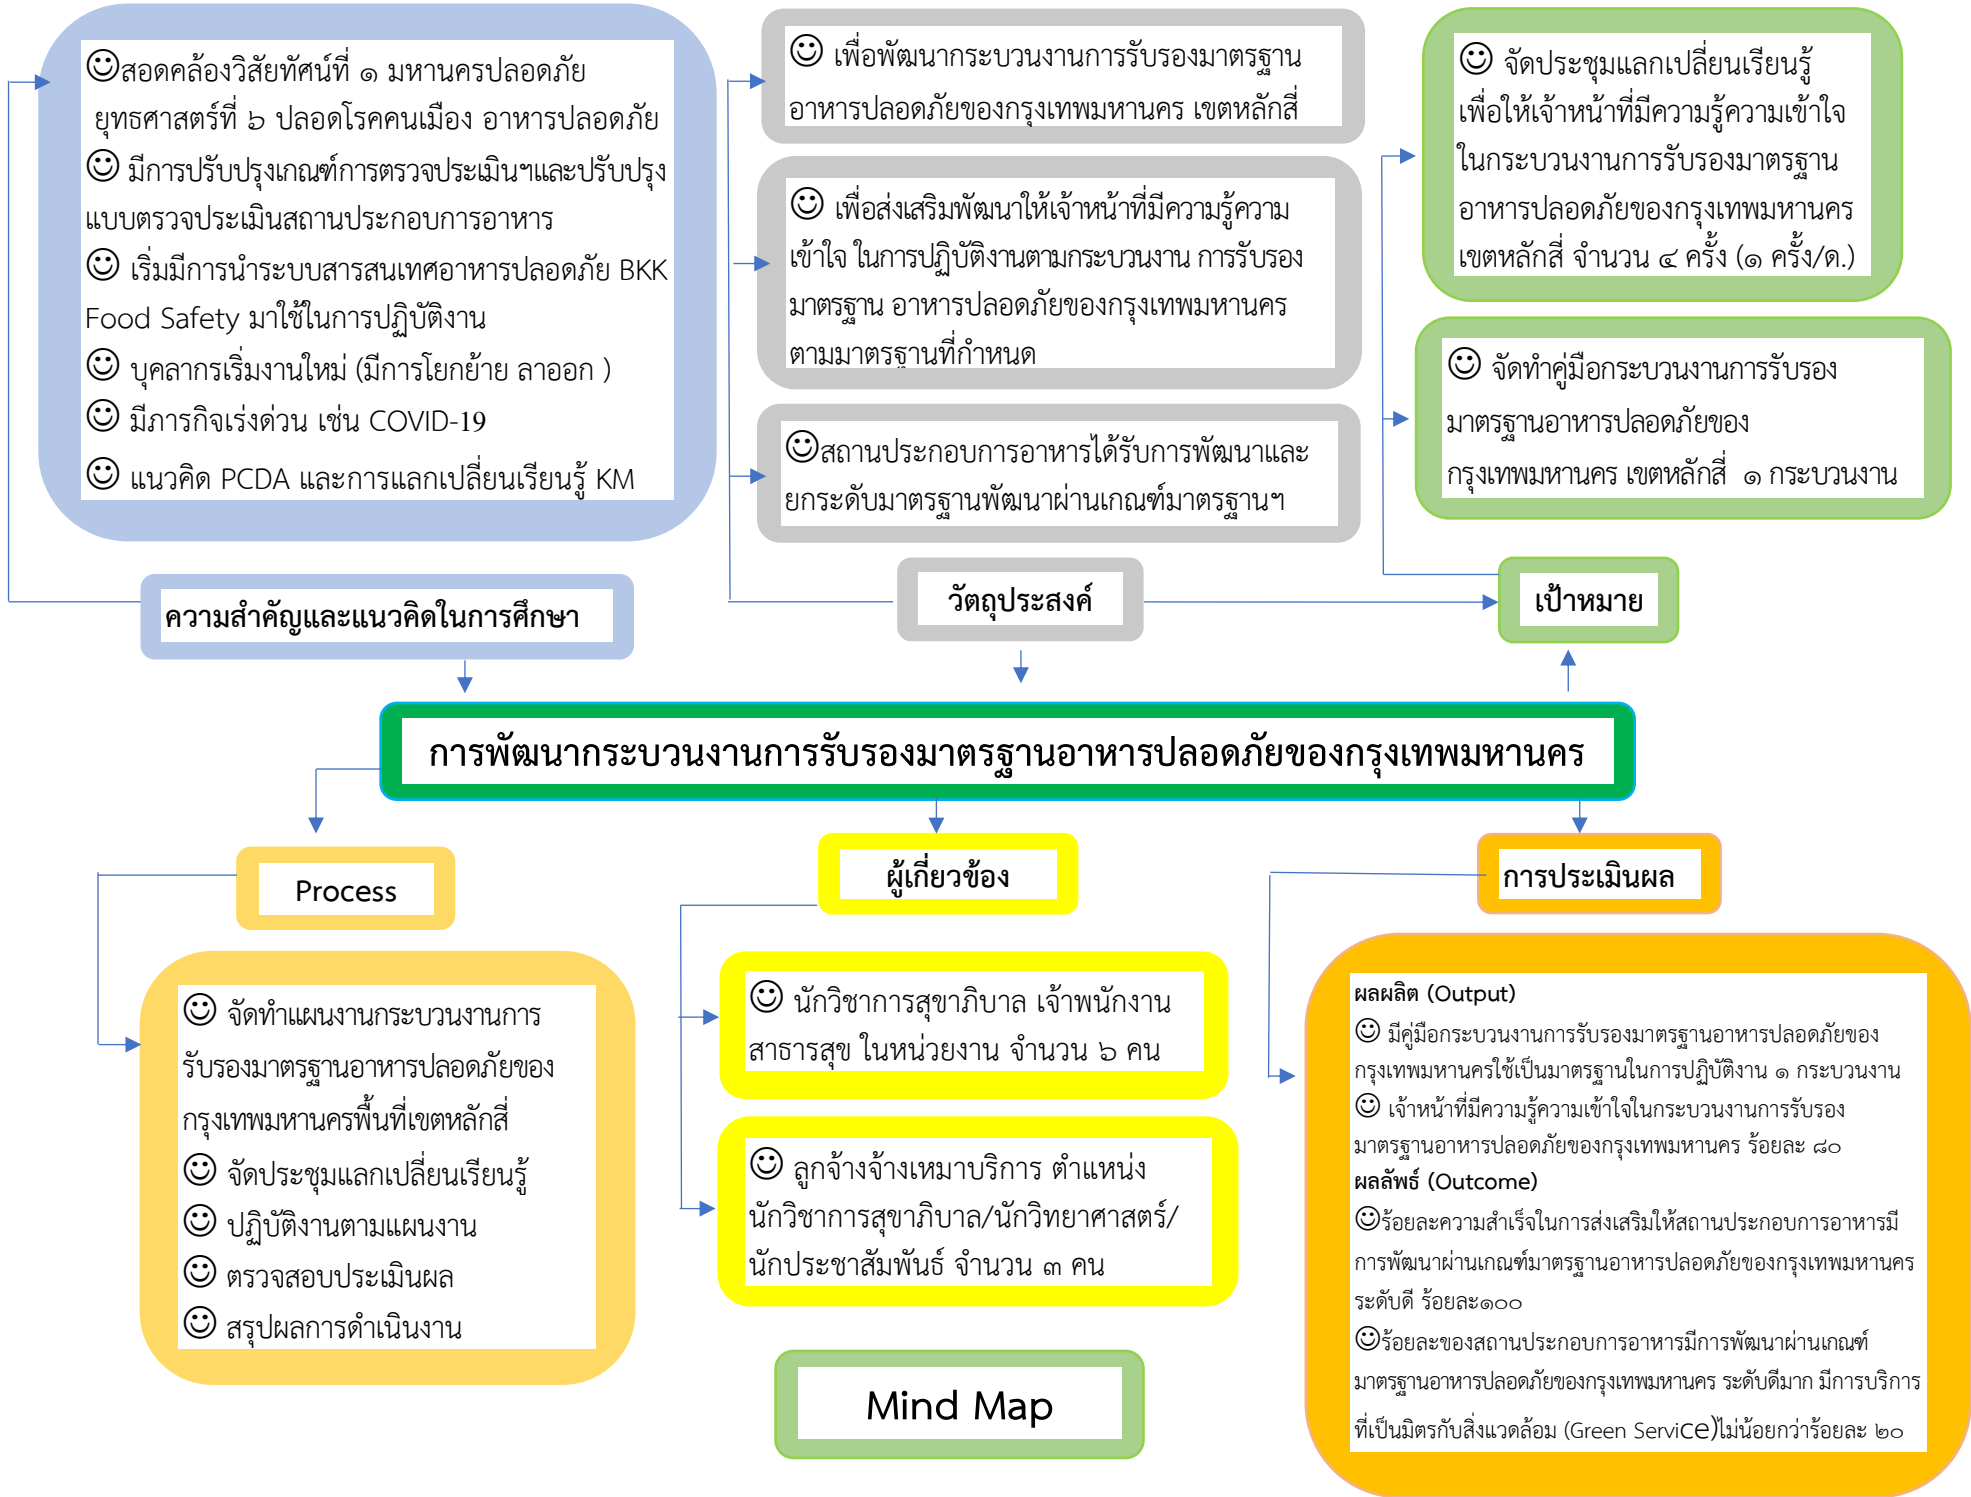 สอดคล้องวิสัยทัศน์ที่ ๑ มหานครปลอดภัย
ยุทธศาสตร์ที่ ๖ ปลอดโรคคนเมือง อาหารปลอดภัย
มีการปรับปรุงเกณฑ์การตรวจประเมินฯและปรับปรุง
แบบตรวจประเมินสถานประกอบการอาหาร
เริ่มมีการนำระบบสารสนเทศอาหารปลอดภัย BKK
Food Safety มาใช้ในการปฏิบัติงาน
บุคลากรเริ่มงานใหม่ (มีการโยกย้าย ลาออก )
มีภารกิจเร่งด่วน เช่น COVID-19
แนวคิด PCDA และการแลกเปลี่ยนเรียนรู้ KM
ความสำคัญและแนวคิดในการศึกษา
เพื่อพัฒนากระบวนงานการรับรองมาตรฐาน
อาหารปลอดภัยของกรุงเทพมหานคร เขตหลักสี่
เพื่อส่งเสริมพัฒนาให้เจ้าหน้าที่มีความรู้ความ
เข้าใจ ในการปฏิบัติงานตามกระบวนงาน การรับรอง
มาตรฐาน อาหารปลอดภัยของกรุงเทพมหานคร
ตามมาตรฐานที่กำหนด
สถานประกอบการอาหารได้รับการพัฒนาและ
ยกระดับมาตรฐานพัฒนาผ่านเกณฑ์มาตรฐานฯ
วัตถุประสงค์
จัดประชุมแลกเปลี่ยนเรียนรู้
เพื่อให้เจ้าหน้าที่มีความรู้ความเข้าใจ
ในกระบวนงานการรับรองมาตรฐาน
อาหารปลอดภัยของกรุงเทพมหานคร
เขตหลักสี่ จำนวน ๔ ครั้ง (๑ ครั้ง/ด.)
จัดทำคู่มือกระบวนงานการรับรอง
มาตรฐานอาหารปลอดภัยของ
กรุงเทพมหานคร เขตหลักสี่ ๑ กระบวนงาน
เป้าหมาย
การพัฒนากระบวนงานการรับรองมาตรฐานอาหารปลอดภัยของกรุงเทพมหานคร
Process
จัดทำแผนงานกระบวนงานการ
รับรองมาตรฐานอาหารปลอดภัยของ
กรุงเทพมหานครพื้นที่เขตหลักสี่
จัดประชุมแลกเปลี่ยนเรียนรู้
ปฏิบัติงานตามแผนงาน
ตรวจสอบประเมินผล
สรุปผลการดำเนินงาน
ผู้เกี่ยวข้อง
นักวิชาการสุขาภิบาล เจ้าพนักงาน
สาธารสุข ในหน่วยงาน จำนวน ๖ คน
ลูกจ้างจ้างเหมาบริการ ตำแหน่ง
นักวิชาการสุขาภิบาล/นักวิทยาศาสตร์/
นักประชาสัมพันธ์ จำนวน ๓ คน
การประเมินผล
ผลผลิต (Output)
มีคู่มือกระบวนงานการรับรองมาตรฐานอาหารปลอดภัยของ
กรุงเทพมหานครใช้เป็นมาตรฐานในการปฏิบัติงาน ๑ กระบวนงาน
เจ้าหน้าที่มีความรู้ความเข้าใจในกระบวนงานการรับรอง
มาตรฐานอาหารปลอดภัยของกรุงเทพมหานคร ร้อยละ ๘๐
ผลลัพธ์ (Outcome)
ร้อยละความสำเร็จในการส่งเสริมให้สถานประกอบการอาหารมี
การพัฒนาผ่านเกณฑ์มาตรฐานอาหารปลอดภัยของกรุงเทพมหานคร
ระดับดี ร้อยละ๑๐๐
ร้อยละของสถานประกอบการอาหารมีการพัฒนาผ่านเกณฑ์
มาตรฐานอาหารปลอดภัยของกรุงเทพมหานคร ระดับดีมาก มีการบริการ
ที่เป็นมิตรกับสิ่งแวดล้อม (Green Service)ไม่น้อยกว่าร้อยละ ๒๐
Mind Map